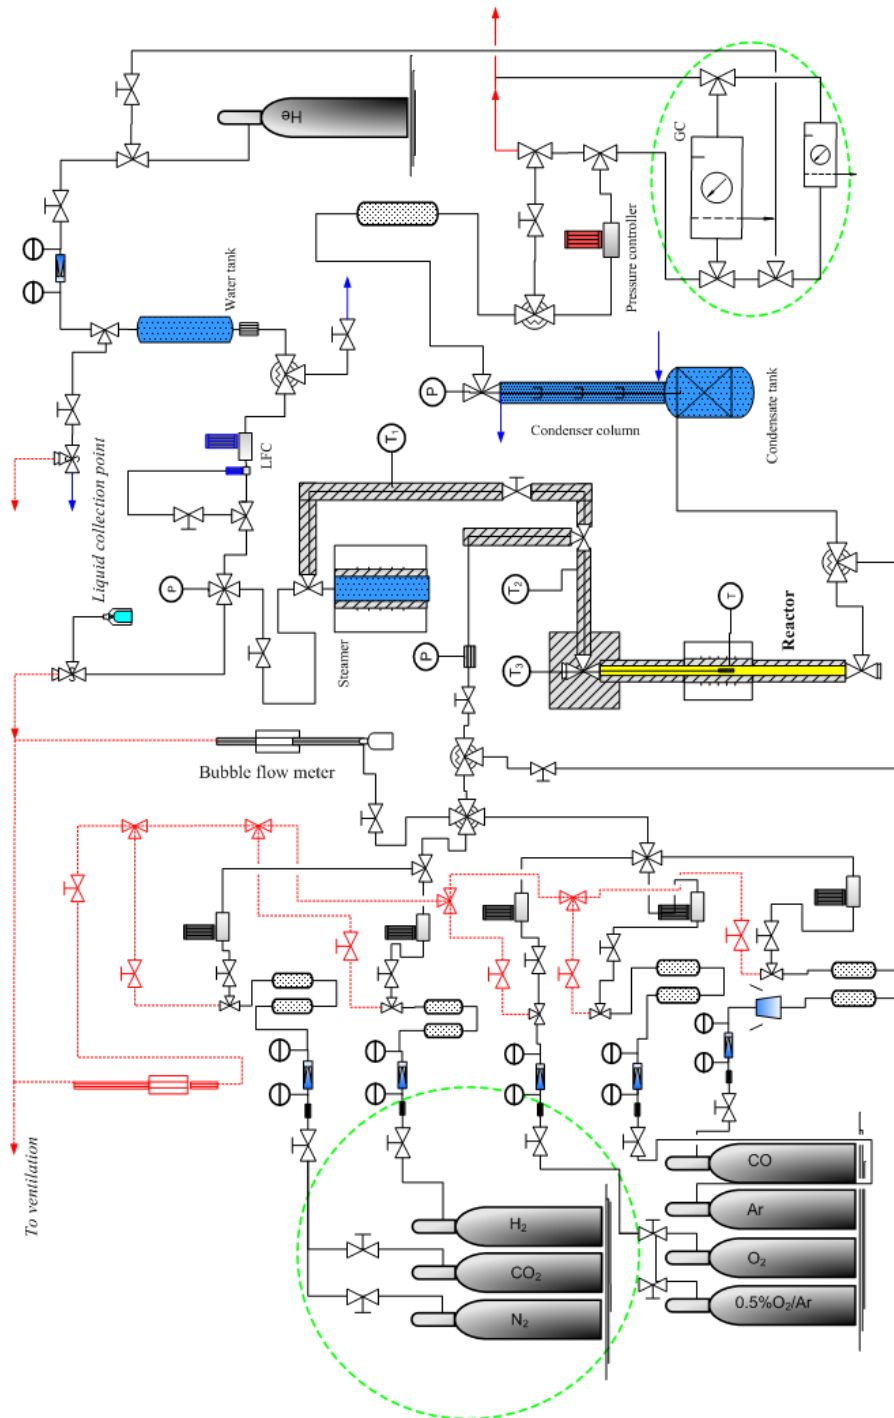 He
GC
Water tank
Pressure controller
P
Condenser column
Condensate tank
T1
LFC
Liquid collection point
P
T2
Steamer
T
Reactor
P
T3
Bubble flow meter
To ventilation
H₂
CO₂
N₂
CO
Ar
O₂
0.5%O₂/Ar